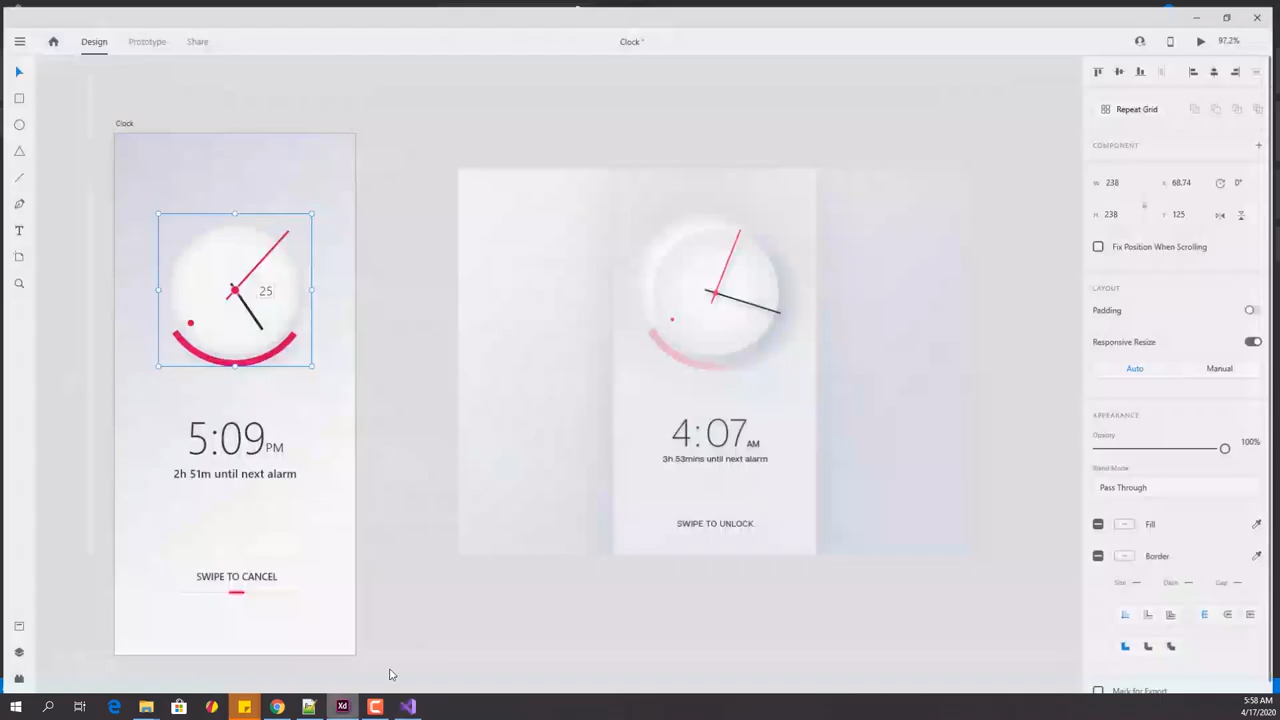 Design
Prototype
Share
Clock*
97.2%
Repeat Grid
COMPONENT
W 238
X 68.74
0°
H 238
Y 125
Fix Position When Scrolling
LAYOUT
Padding
Responsive Resize
Auto
Manual
APPEARANCE
Opacity
100%
Blend Mode
Pass Through
Fill
Border
Size
Dash
Gap
Mark for Export
Clock
25
5:09PM
2h 51m until next alarm
SWIPE TO CANCEL
4:07AM
3h 53mins until next alarm
SWIPE TO UNLOCK
Xd
5:58 AM
4/17/2020